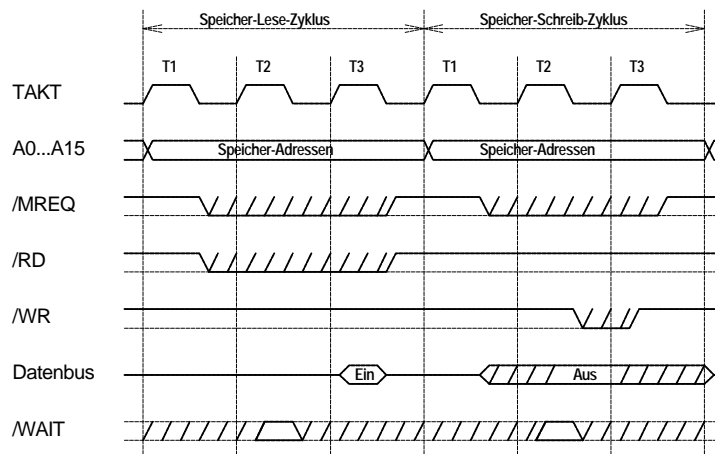 Speicher-Lese-Zyklus Speicher-Schreib-Zyklus
T1 T2 T3 T1 T2 T3
TAKT
A0...A15 Speicher-Adressen Speicher-Adressen
/MREQ
/RD
/WR
Datenbus Ein Aus
/WAIT